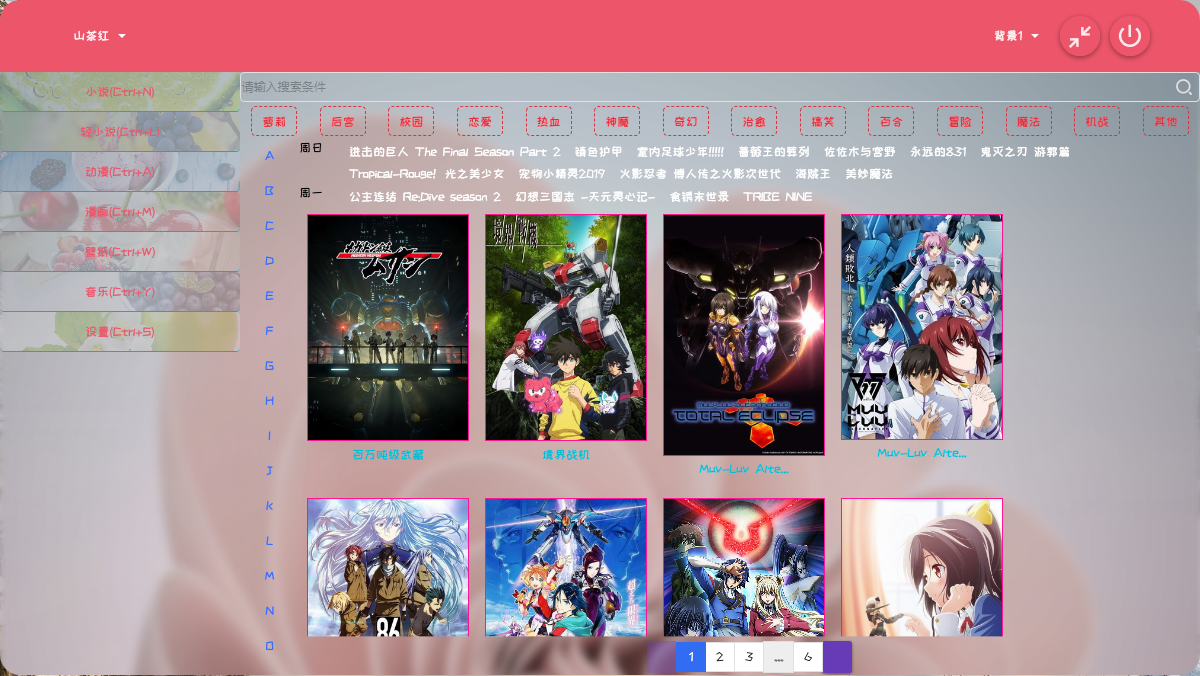 山茶红
背景1
小说(Ctrl+N)
轻小说(Ctrl+L)
动漫(Ctrl+A)
漫画(Ctrl+M)
壁纸(Ctrl+W)
音乐(Ctrl+Y)
设置(Ctrl+S)
请输入搜索条件
萝莉 后宫 校园 恋爱 热血 神魔 奇幻 治愈 搞笑 百合 冒险 魔法 机战 其他
A
B
C
D
E
F
G
H
I
J
K
L
M
N
O
周日
进击的巨人 The Final Season Part 2 锖色护甲 室内足球少年!!!!! 蔷薇王的葬列 佐佐木与宫野 永远的831 鬼灭之刃 游郭篇
Tropical-Rouge! 光之美少女 宠物小精灵2019 火影忍者 博人传之火影次世代 海贼王 美妙魔法
周一
公主连结 Re:Dive season 2 幻想三国志 -天元灵心记- 食锈末世录 TRIBE NINE
百万吨级武藏
境界战机
TOTAL ECLIPSE
Muv-Luv Alte...
人類敗北
MUV
LUV
Muv-Luv Alte...
86
1 2 3 ... 6